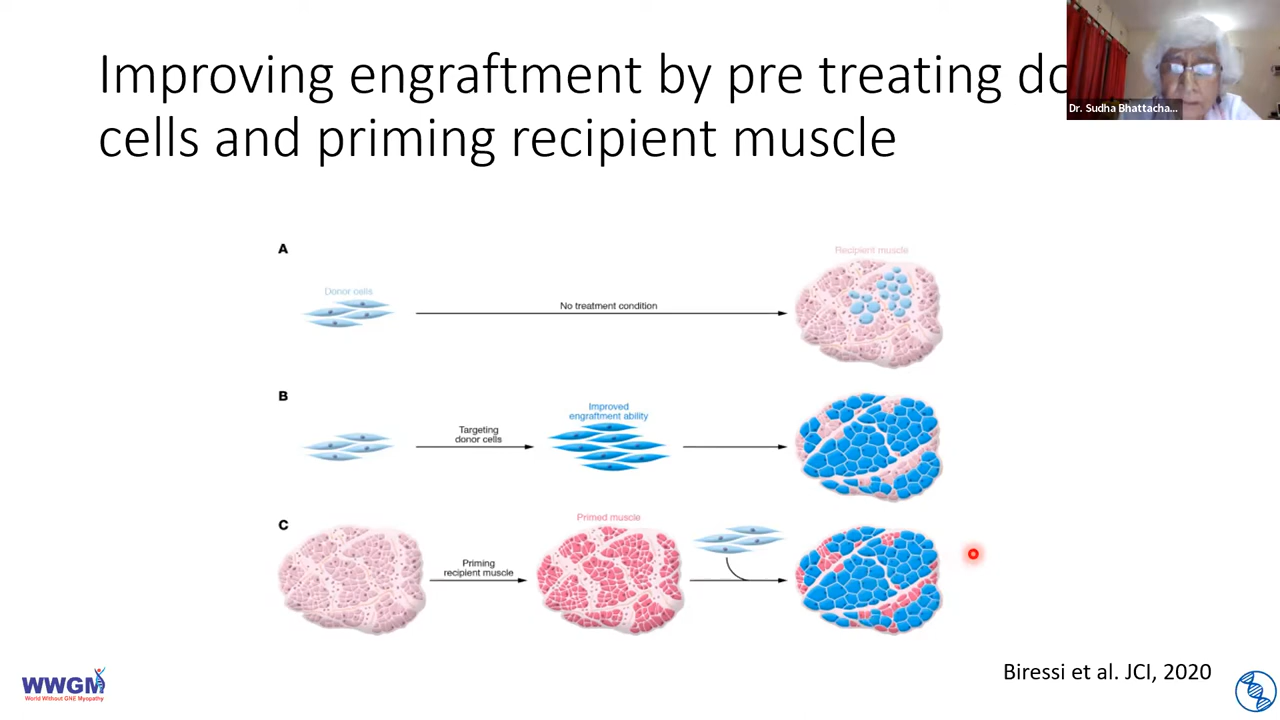 Improving engraftment by pre treating do
cells and priming recipient muscle
Dr. Sudha Bhattacha...
A
Recipient muscle
Donor cells
No treatment condition
B
Improved
engraftment ability
Targeting
donor cells
C
Primed muscle
Priming
recipient muscle
WWGM
World Without GNE Myopathy
Biressi et al. JCI, 2020